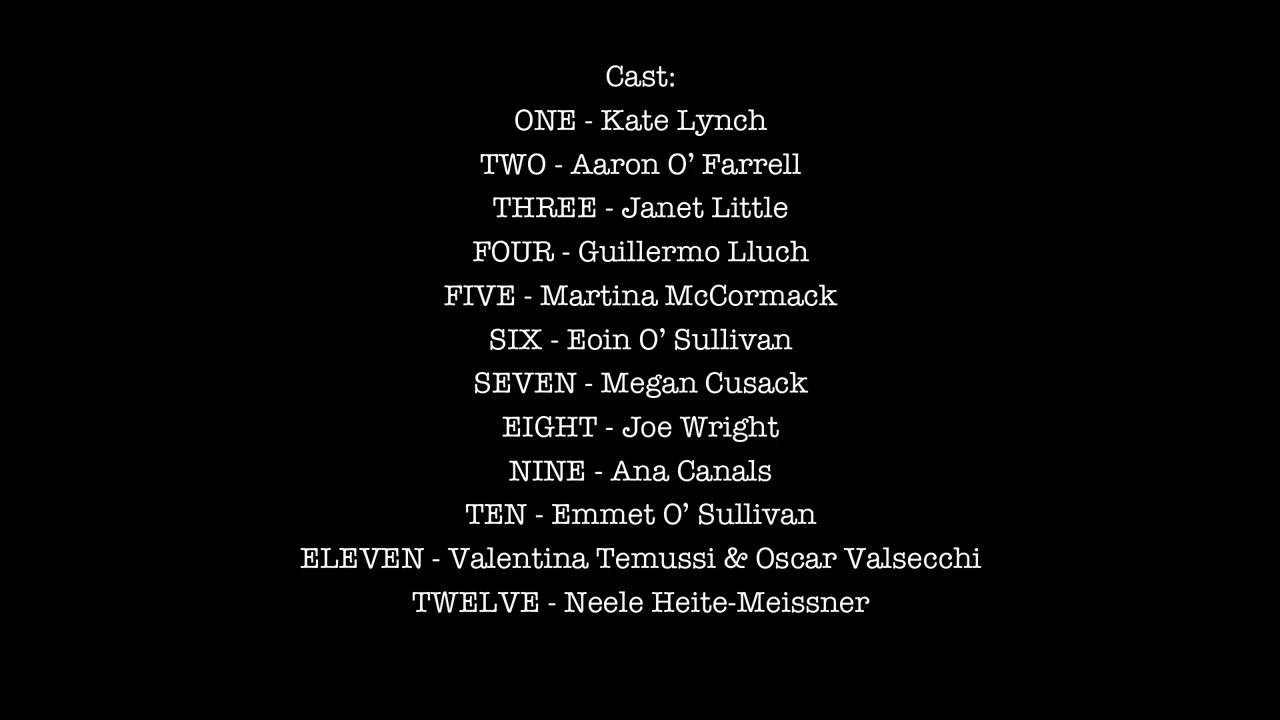 Cast:
ONE - Kate Lynch
TWO - Aaron O’ Farrell
THREE - Janet Little
FOUR - Guillermo Lluch
FIVE - Martina McCormack
SIX - Eoin O’ Sullivan
SEVEN - Megan Cusack
EIGHT - Joe Wright
NINE - Ana Canals
TEN - Emmet O’ Sullivan
ELEVEN - Valentina Temussi & Oscar Valsecchi
TWELVE - Neele Heite-Meissner